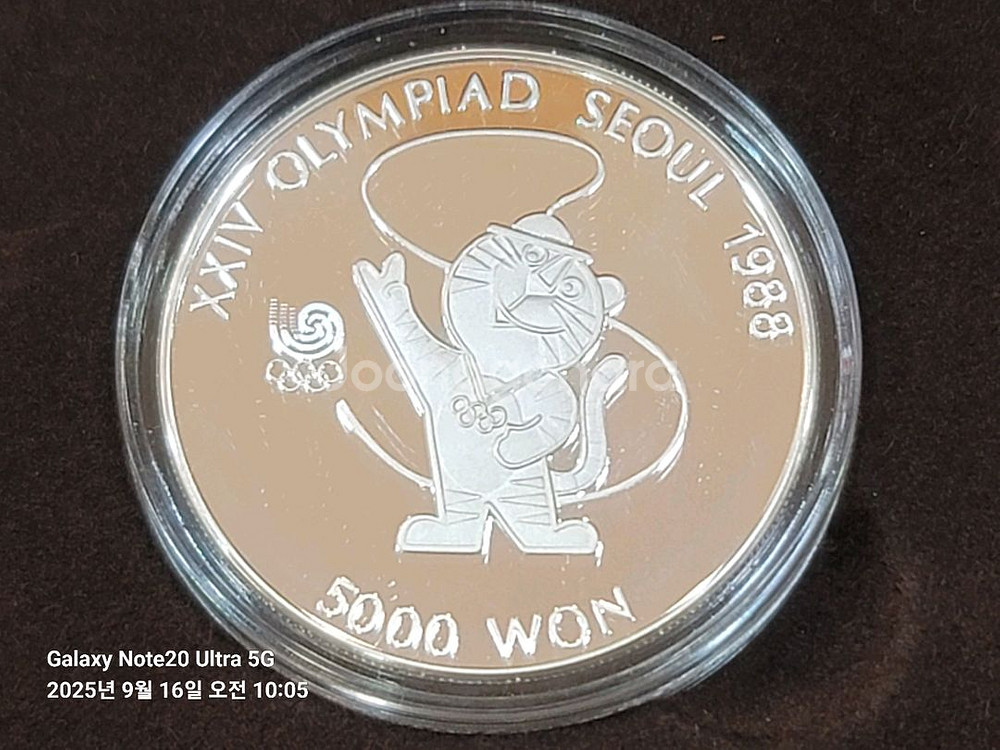 XXIV OLYMPIAD SEOUL 1988
5000 WON
Galaxy Note20 Ultra 5G
2025년 9월 16일 오전 10:05